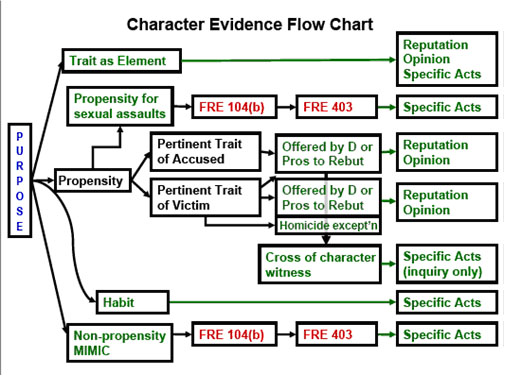 Character Evidence Flow Chart
PURPOSE
Trait as Element
Reputation
Opinion
Specific Acts
Propensity for
sexual assaults
FRE 104(b)
FRE 403
Specific Acts
Propensity
Pertinent Trait
of Accused
Offered by D or
Pros to Rebut
Reputation
Opinion
Pertinent Trait
of Victim
Offered by D or
Pros to Rebut
Reputation
Opinion
Homicide except'n
Cross of character
witness
Specific Acts
(inquiry only)
Habit
Specific Acts
Non-propensity
MIMIC
FRE 104(b)
FRE 403
Specific Acts